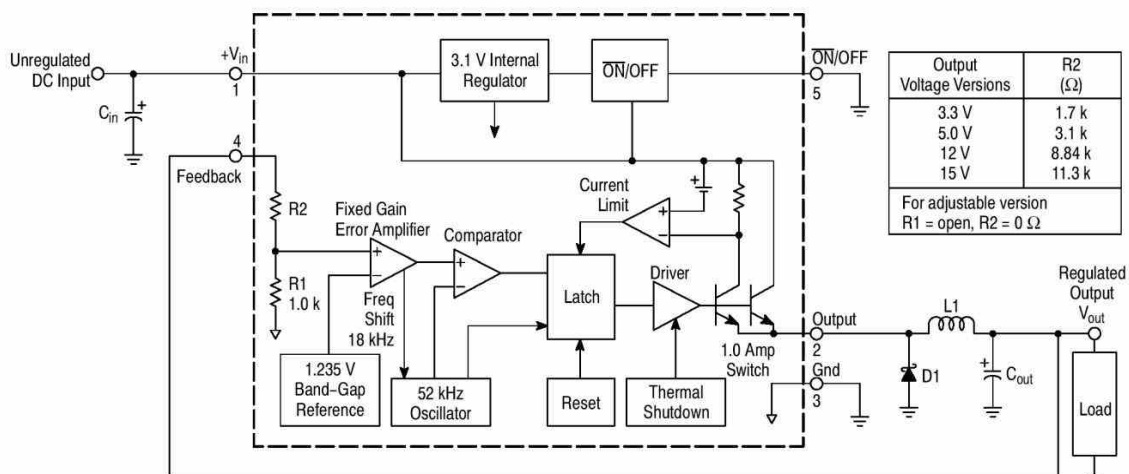 Unregulated
DC Input
Cin
+
+Vin
1
3.1 V Internal
Regulator
O̅N̅/OFF
O̅N̅/OFF
5
Output
Voltage Versions
R2
(Ω)
3.3 V
1.7 k
5.0 V
3.1 k
12 V
8.84 k
15 V
11.3 k
For adjustable version
R1 = open, R2 = 0 Ω
4
Feedback
R2
R1
1.0 k
Fixed Gain
Error Amplifier
+
−
Freq
Shift
18 kHz
Comparator
+
−
Current
Limit
+
−
+
Latch
Driver
1.0 Amp
Switch
1.235 V
Band−Gap
Reference
52 kHz
Oscillator
Reset
Thermal
Shutdown
Output
2
Gnd
3
L1
D1
+
Cout
Regulated
Output
Vout
Load